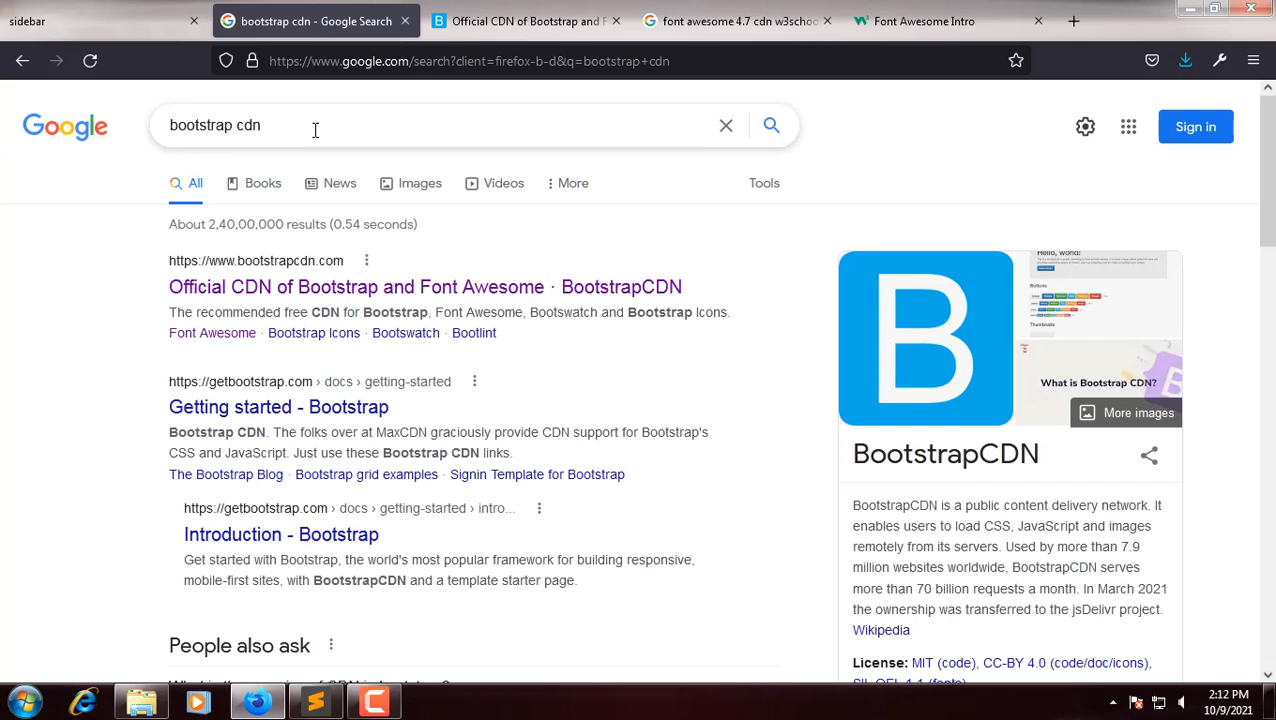 sidebar
bootstrap cdn - Google Search
Official CDN of Bootstrap and F
font awesome 4.7 cdn w3schoo
Font Awesome Intro
https://www.google.com/search?client=firefox-b-d&q=bootstrap+cdn
Google
bootstrap cdn
Sign in
All
Books
News
Images
Videos
More
Tools
About 2,40,00,000 results (0.54 seconds)
https://www.bootstrapcdn.com
Official CDN of Bootstrap and Font Awesome · BootstrapCDN
The recommended free CDN for Bootstrap, Font Awesome, Bootswatch and Bootstrap Icons.
Font Awesome · Bootstrap Icons · Bootswatch · Bootlint
https://getbootstrap.com › docs › getting-started
Getting started - Bootstrap
Bootstrap CDN. The folks over at MaxCDN graciously provide CDN support for Bootstrap's
CSS and JavaScript. Just use these Bootstrap CDN links.
The Bootstrap Blog · Bootstrap grid examples · Signin Template for Bootstrap
https://getbootstrap.com › docs › getting-started › intro...
Introduction - Bootstrap
Get started with Bootstrap, the world's most popular framework for building responsive,
mobile-first sites, with BootstrapCDN and a template starter page.
People also ask
B
Hello, world!
Buttons
Thumbnails
What is Bootstrap CDN?
More images
BootstrapCDN
BootstrapCDN is a public content delivery network. It
enables users to load CSS, JavaScript and images
remotely from its servers. Used by more than 7.9
million websites worldwide, BootstrapCDN serves
more than 70 billion requests a month. In March 2021
the ownership was transferred to the jsDelivr project.
Wikipedia
License: MIT (code), CC-BY 4.0 (code/doc/icons),
2:12 PM
10/9/2021